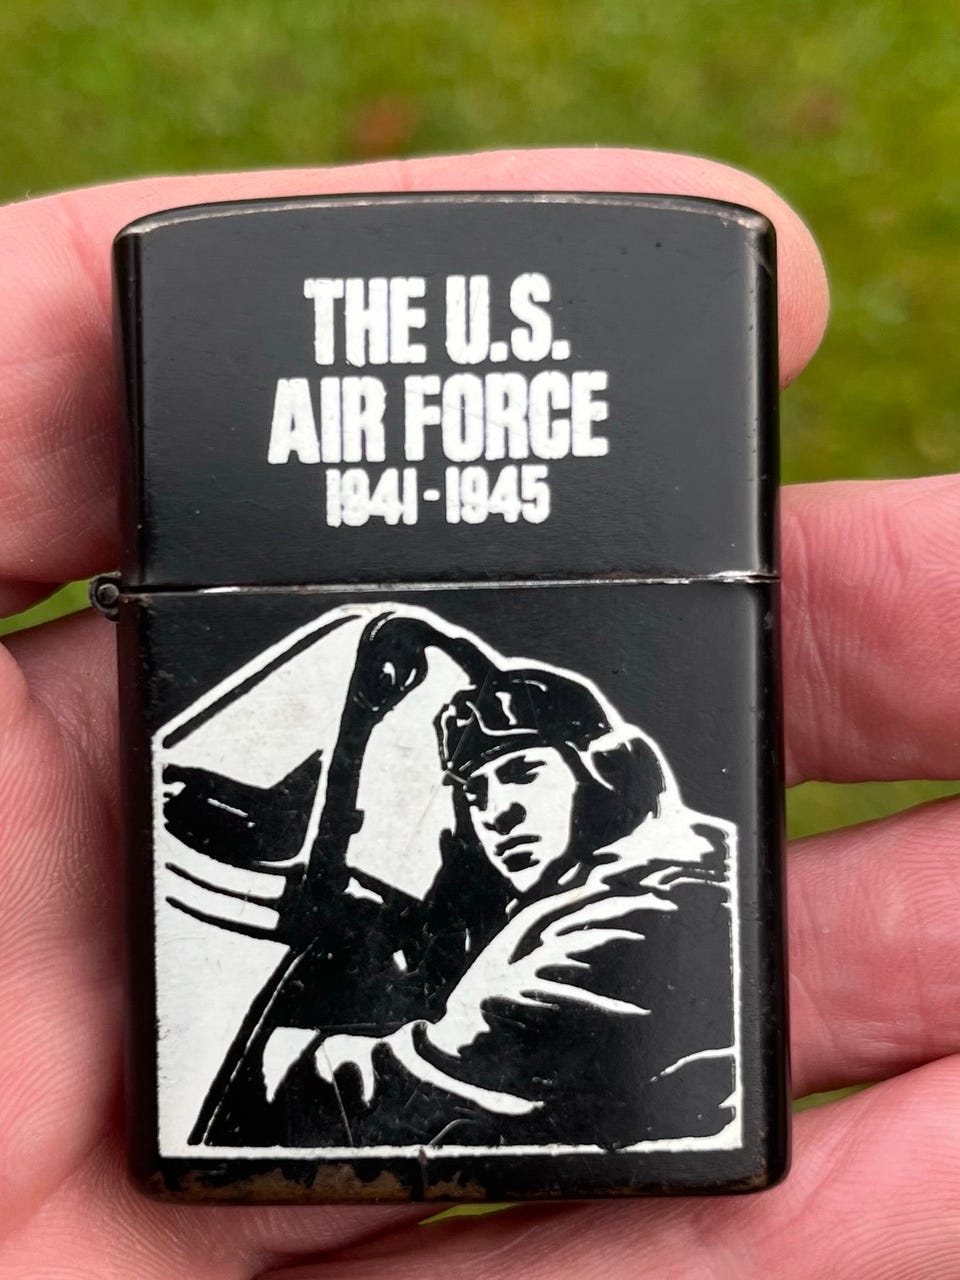 THE U.S.
AIR FORCE
1941-1945